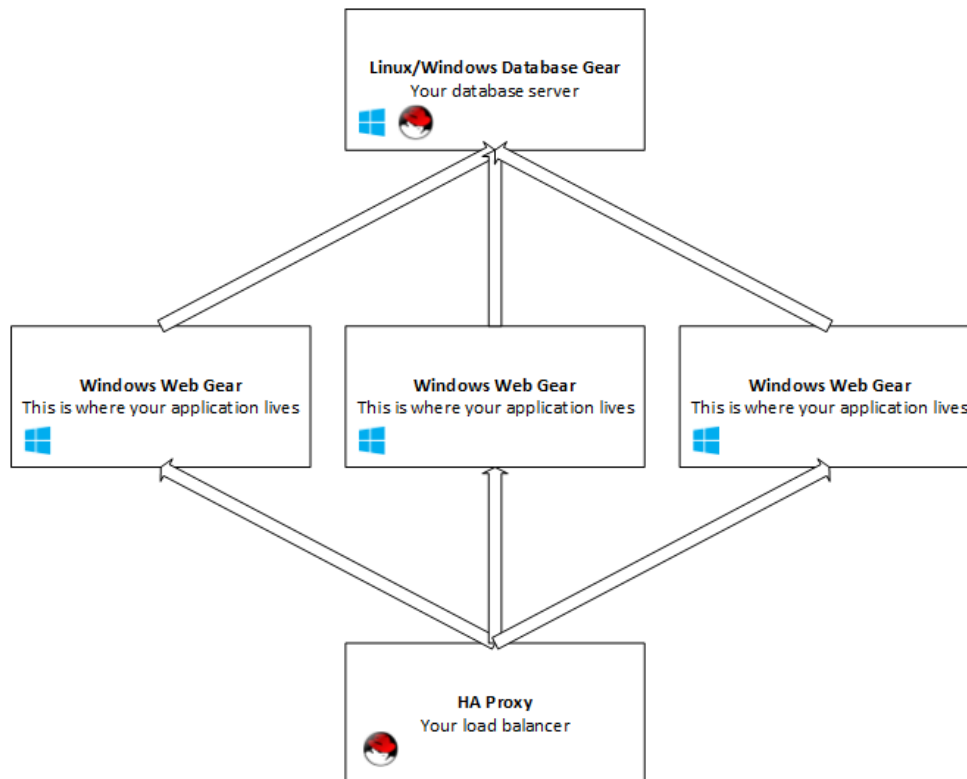 Linux/Windows Database Gear
Your database server
Windows Web Gear
This is where your application lives
Windows Web Gear
This is where your application lives
Windows Web Gear
This is where your application lives
HA Proxy
Your load balancer